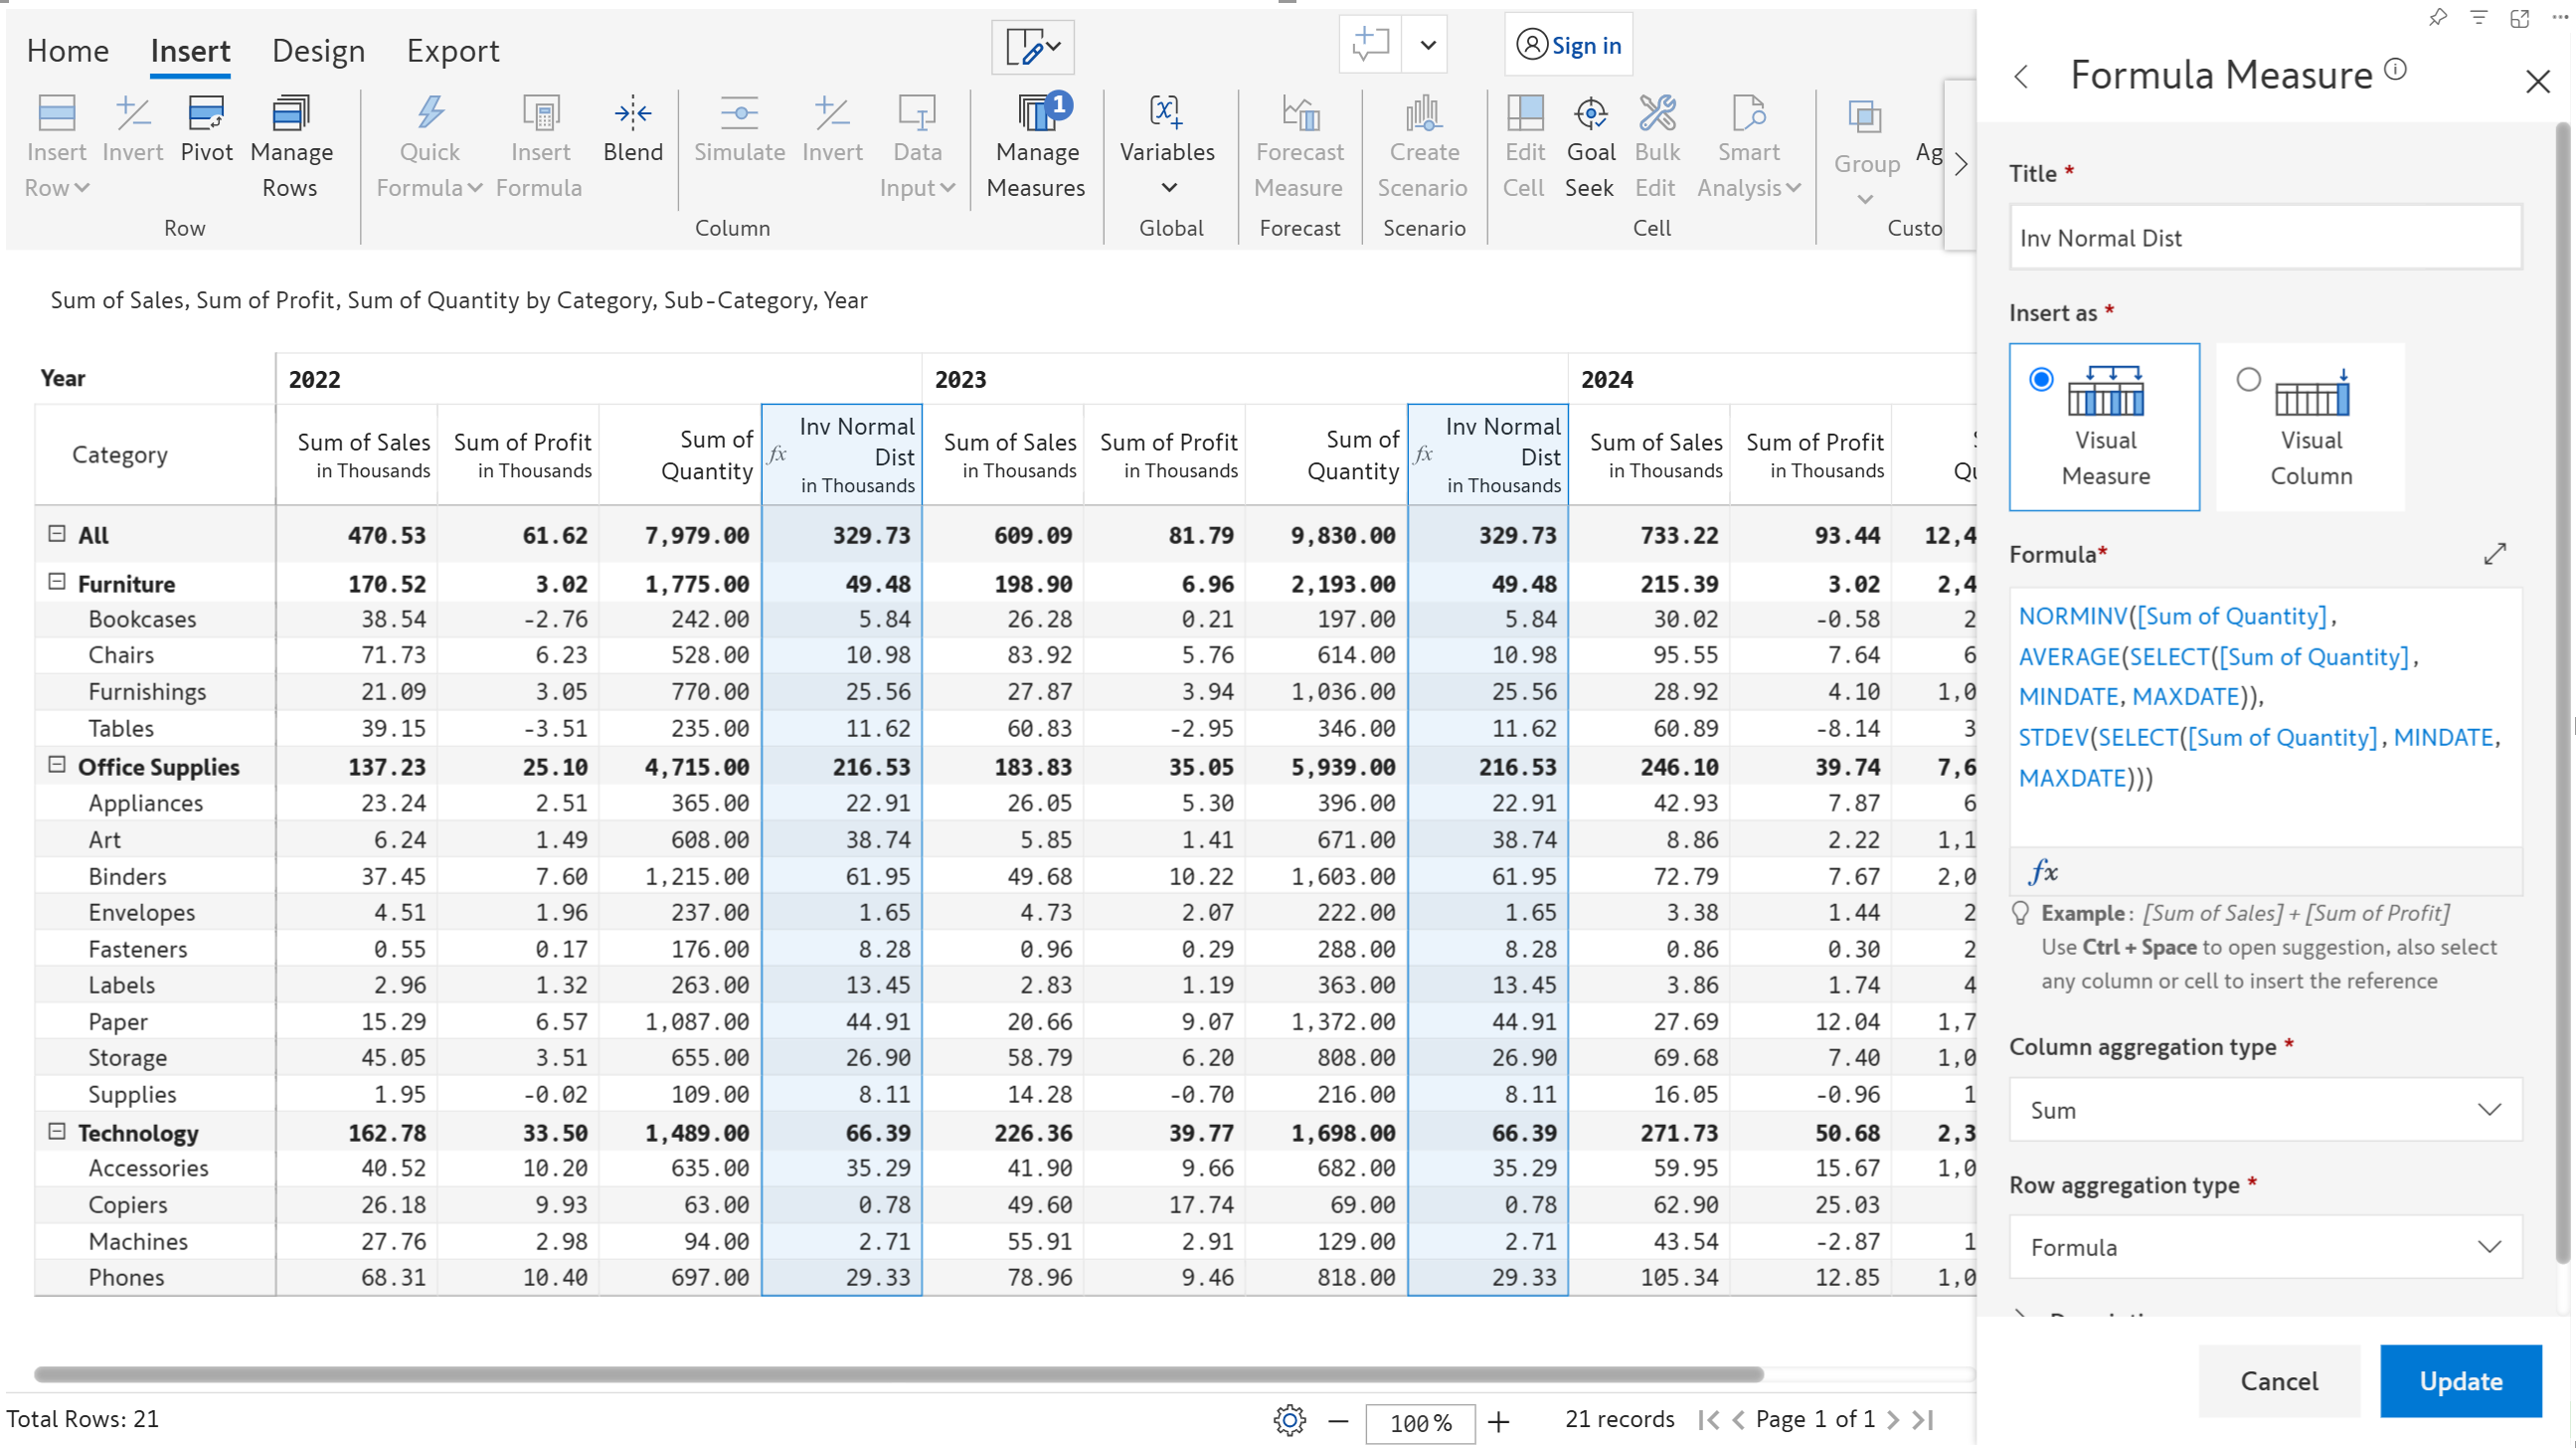 Home Insert Design Export Sign in
Insert Row Invert Pivot Manage Rows Quick Formula Insert Formula Blend Simulate Invert Data Input Manage Measures 1 Variables Forecast Measure Create Scenario Edit Cell Goal Seek Bulk Edit Smart Analysis Group Ag
Row Column Global Forecast Scenario Cell Custo
Sum of Sales, Sum of Profit, Sum of Quantity by Category, Sub-Category, Year
Year 2022 2023 2024
Category Sum of Sales in Thousands Sum of Profit in Thousands Sum of Quantity fx Inv Normal Dist in Thousands Sum of Sales in Thousands Sum of Profit in Thousands Sum of Quantity fx Inv Normal Dist in Thousands Sum of Sales in Thousands Sum of Profit in Thousands
All 470.53 61.62 7,979.00 329.73 609.09 81.79 9,830.00 329.73 733.22 93.44 12,4
Furniture 170.52 3.02 1,775.00 49.48 198.90 6.96 2,193.00 49.48 215.39 3.02 2,4
Bookcases 38.54 -2.76 242.00 5.84 26.28 0.21 197.00 5.84 30.02 -0.58 2
Chairs 71.73 6.23 528.00 10.98 83.92 5.76 614.00 10.98 95.55 7.64 6
Furnishings 21.09 3.05 770.00 25.56 27.87 3.94 1,036.00 25.56 28.92 4.10 1,0
Tables 39.15 -3.51 235.00 11.62 60.83 -2.95 346.00 11.62 60.89 -8.14 3
Office Supplies 137.23 25.10 4,715.00 216.53 183.83 35.05 5,939.00 216.53 246.10 39.74 7,6
Appliances 23.24 2.51 365.00 22.91 26.05 5.30 396.00 22.91 42.93 7.87 6
Art 6.24 1.49 608.00 38.74 5.85 1.41 671.00 38.74 8.86 2.22 1,1
Binders 37.45 7.60 1,215.00 61.95 49.68 10.22 1,603.00 61.95 72.79 7.67 2,0
Envelopes 4.51 1.96 237.00 1.65 4.73 2.07 222.00 1.65 3.38 1.44 2
Fasteners 0.55 0.17 176.00 8.28 0.96 0.29 288.00 8.28 0.86 0.30 2
Labels 2.96 1.32 263.00 13.45 2.83 1.19 363.00 13.45 3.86 1.74 4
Paper 15.29 6.57 1,087.00 44.91 20.66 9.07 1,372.00 44.91 27.69 12.04 1,7
Storage 45.05 3.51 655.00 26.90 58.79 6.20 808.00 26.90 69.68 7.40 1,0
Supplies 1.95 -0.02 109.00 8.11 14.28 -0.70 216.00 8.11 16.05 -0.96 1
Technology 162.78 33.50 1,489.00 66.39 226.36 39.77 1,698.00 66.39 271.73 50.68 2,3
Accessories 40.52 10.20 635.00 35.29 41.90 9.66 682.00 35.29 59.95 15.67 1,0
Copiers 26.18 9.93 63.00 0.78 49.60 17.74 69.00 0.78 62.90 25.03
Machines 27.76 2.98 94.00 2.71 55.91 2.91 129.00 2.71 43.54 -2.87 1
Phones 68.31 10.40 697.00 29.33 78.96 9.46 818.00 29.33 105.34 12.85 1,0
Total Rows: 21 100% 21 records Page 1 of 1
Formula Measure
Title *
Inv Normal Dist
Insert as *
Visual Measure
Visual Column
Formula*
NORMINV([Sum of Quantity],
AVERAGE(SELECT([Sum of Quantity],
MINDATE, MAXDATE)),
STDEV(SELECT([Sum of Quantity], MINDATE,
MAXDATE)))
fx
Example: [Sum of Sales] + [Sum of Profit]
Use Ctrl + Space to open suggestion, also select
any column or cell to insert the reference
Column aggregation type *
Sum
Row aggregation type *
Formula
Cancel Update